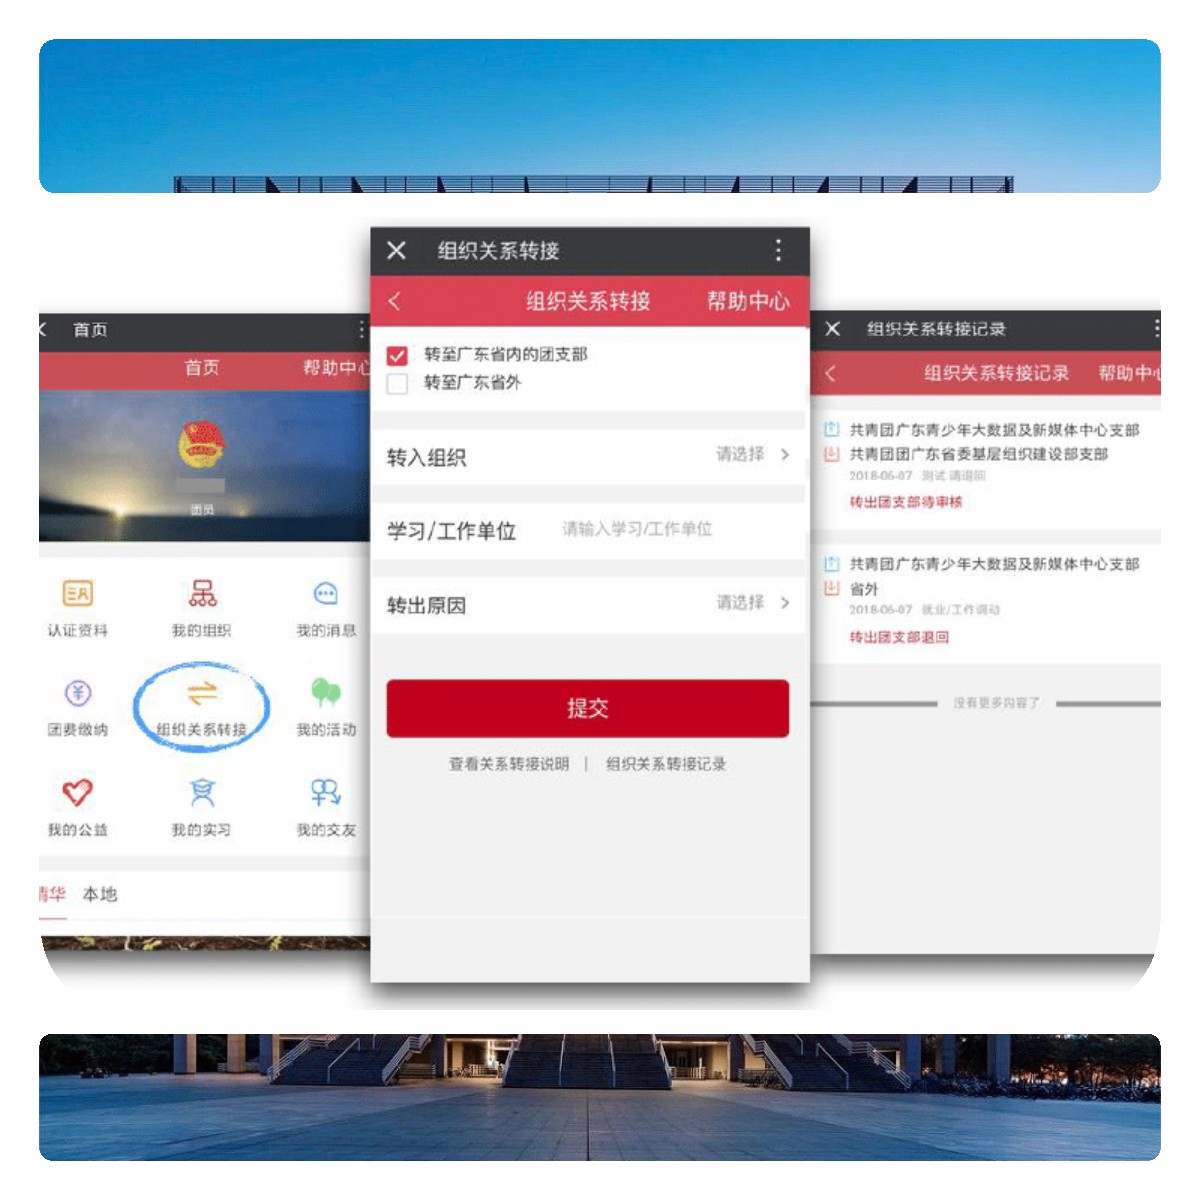 首页
首页
帮助中心
团员
认证资料
我的组织
我的消息
团费缴纳
组织关系转接
我的活动
我的公益
我的实习
我的交友
精华
本地
组织关系转接
组织关系转接
帮助中心
转至广东省内的团支部
转至广东省外
转入组织
请选择
学习/工作单位
请输入学习/工作单位
转出原因
请选择
提交
查看关系转接说明 | 组织关系转接记录
组织关系转接记录
组织关系转接记录
帮助中心
共青团广东青少年大数据及新媒体中心支部
共青团团广东省委基层组织建设部支部
2018-06-07 测试 请退回
转出团支部待审核
共青团广东青少年大数据及新媒体中心支部
省外
2018-06-07 就业/工作调动
转出团支部退回
没有更多内容了